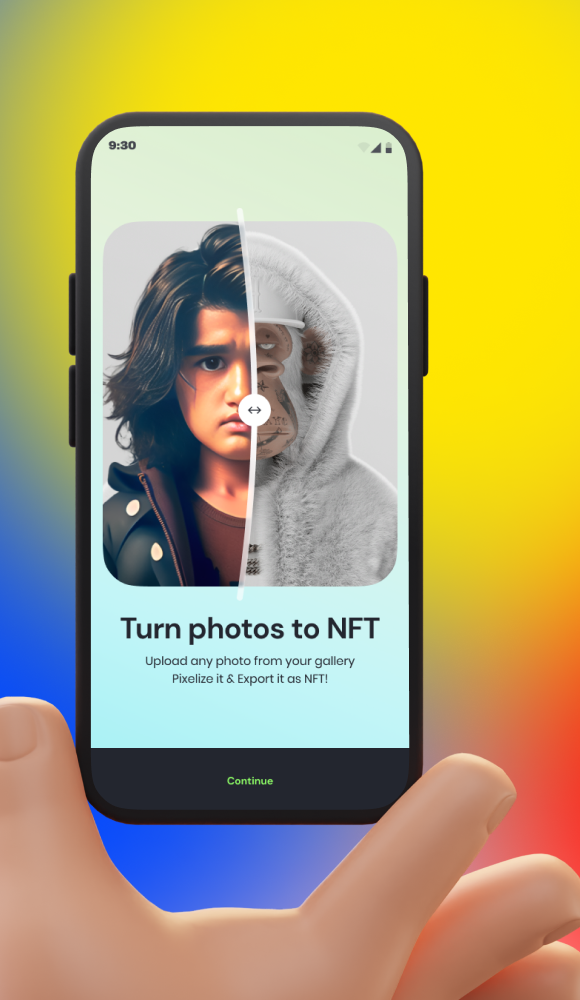 9:30
Turn photos to NFT
Upload any photo from your gallery
Pixelize it & Export it as NFT!
Continue